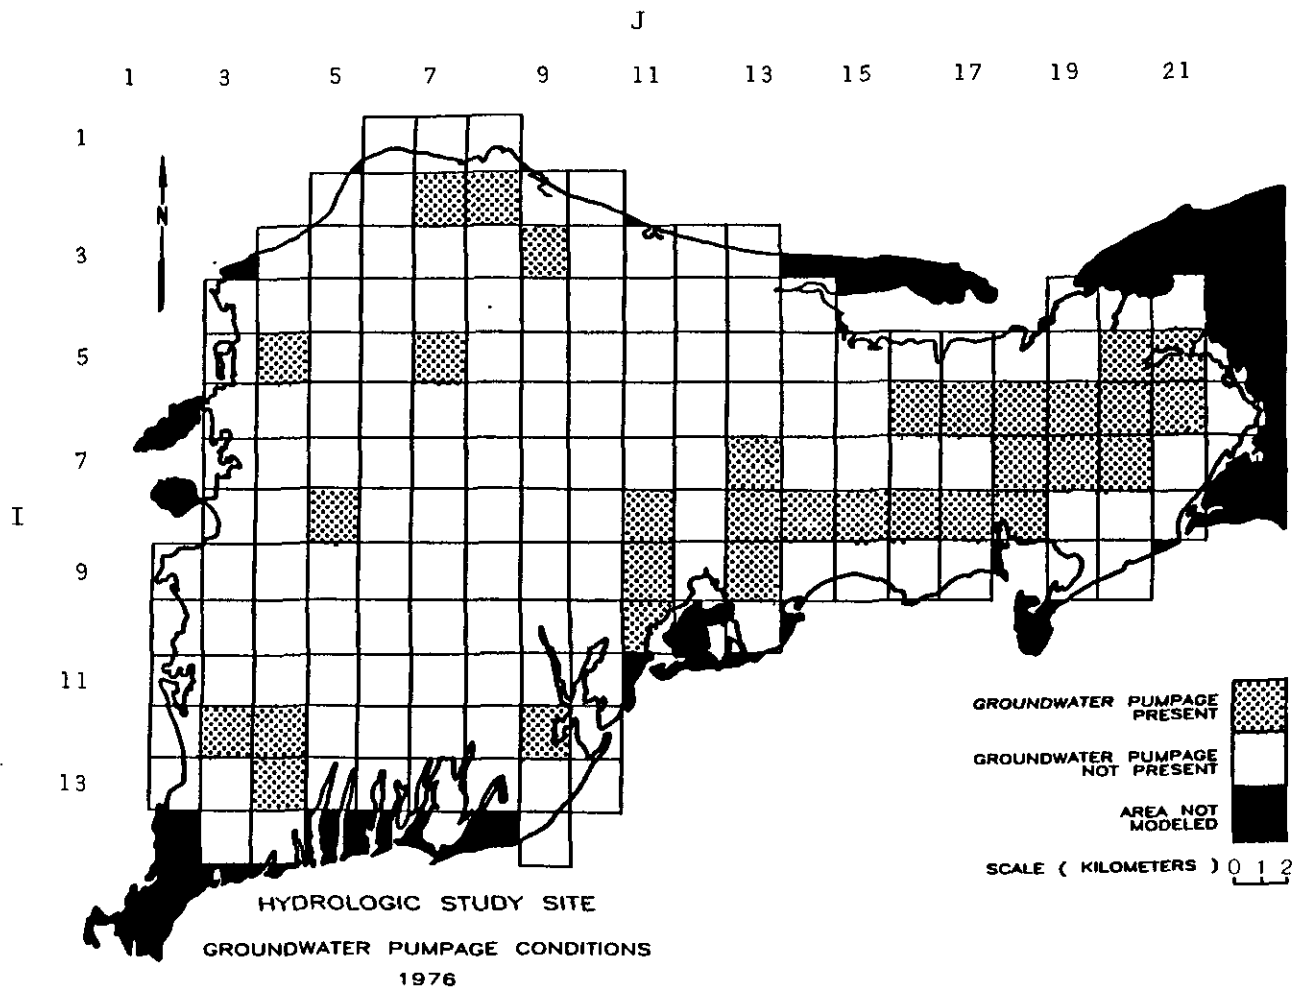 J
1 3 5 7 9 11 13 15 17 19 21
1
N
3
5
7
I
9
11
GROUNDWATER PUMPAGE
PRESENT
GROUNDWATER PUMPAGE
NOT PRESENT
13
AREA NOT
MODELED
SCALE ( KILOMETERS ) 0 1 2
HYDROLOGIC STUDY SITE
GROUNDWATER PUMPAGE CONDITIONS
1976